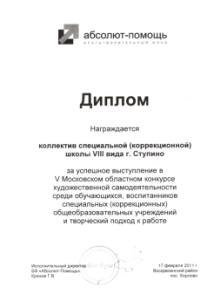 абсолют-помощь
благотворительный фонд
Диплом
Награждается
коллектив специальной (коррекционной)
школы VIII вида г. Ступино
за успешное выступление в
V Московском областном конкурсе
художественной самодеятельности
среди обучающихся, воспитанников
специальных (коррекционных)
общеобразовательных учреждений
и творческий подход к работе
Исполнительный директор
БФ «Абсолют-Помощь»
17 февраля 2011 г.
Воскресенский район
пос. Хорлово